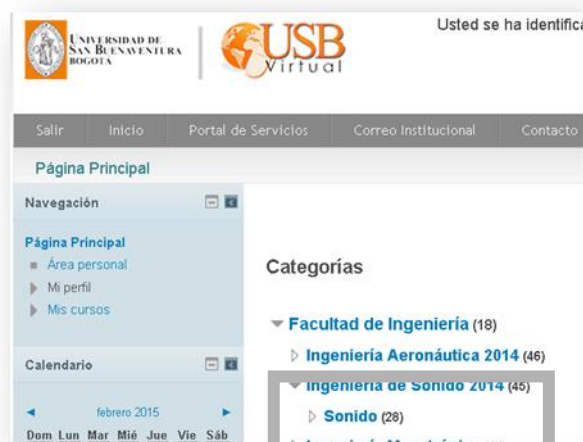 UNIVERSIDAD DE
SAN BUENAVENTURA
BOGOTA
USB
Virtual
Usted se ha identifica
Salir Inicio Portal de Servicios Correo Institucional Contacto
Página Principal
Navegación
Página Principal
Área personal
Mi perfil
Mis cursos
Calendario
febrero 2015
Dom Lun Mar Mié Jue Vie Sáb
Categorías
Facultad de Ingeniería (18)
Ingeniería Aeronáutica 2014 (46)
Ingeniería de Sonido 2014 (45)
Sonido (28)